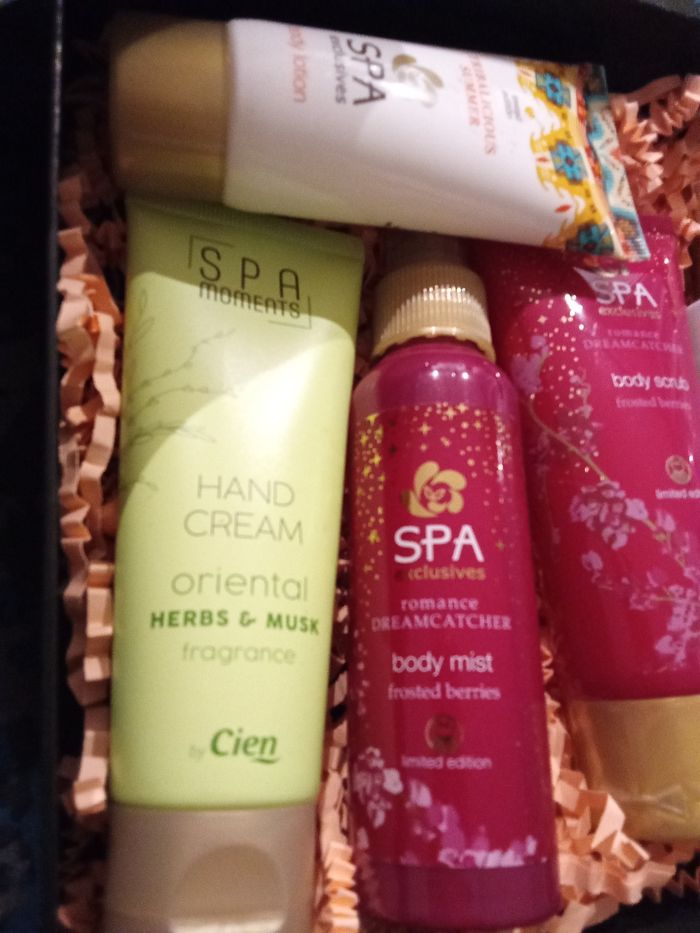 SPA
exclusives
body lotion
SUMMER
SPA
MOMENTS
HAND
CREAM
oriental
HERBS & MUSK
fragrance
by Cien
SPA
exclusives
romance
DREAMCATCHER
body mist
frosted berries
limited edition
SPA
exclusives
romance
DREAMCATCHER
body scrub
frosted berries
limited